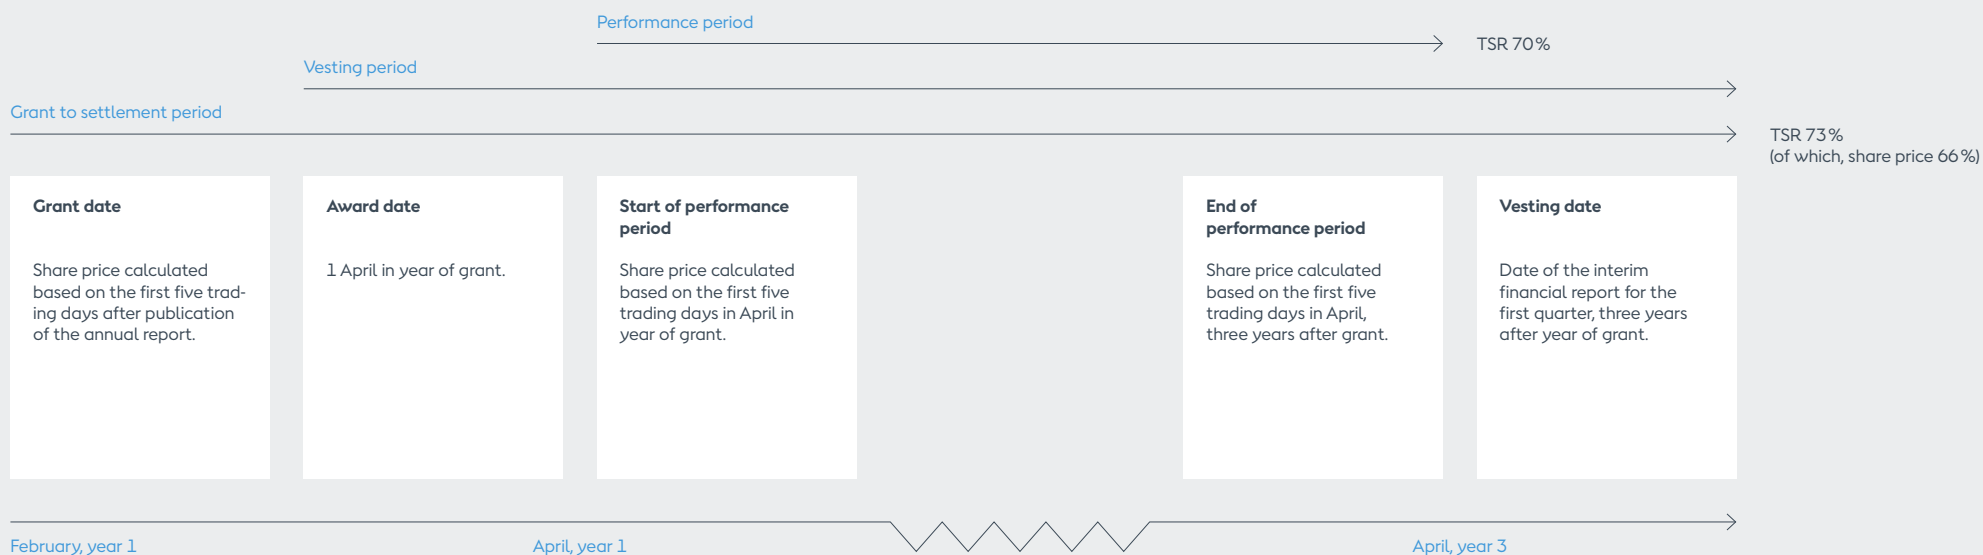 Performance period
TSR 70%
Vesting period
Grant to settlement period
TSR 73%
(of which, share price 66%)
Grant date
Share price calculated
based on the first five trad-
ing days after publication
of the annual report.
Award date
1 April in year of grant.
Start of performance
period
Share price calculated
based on the first five
trading days in April in
year of grant.
End of
performance period
Share price calculated
based on the first five
trading days in April,
three years after grant.
Vesting date
Date of the interim
financial report for the
first quarter, three years
after year of grant.
February, year 1
April, year 1
April, year 3